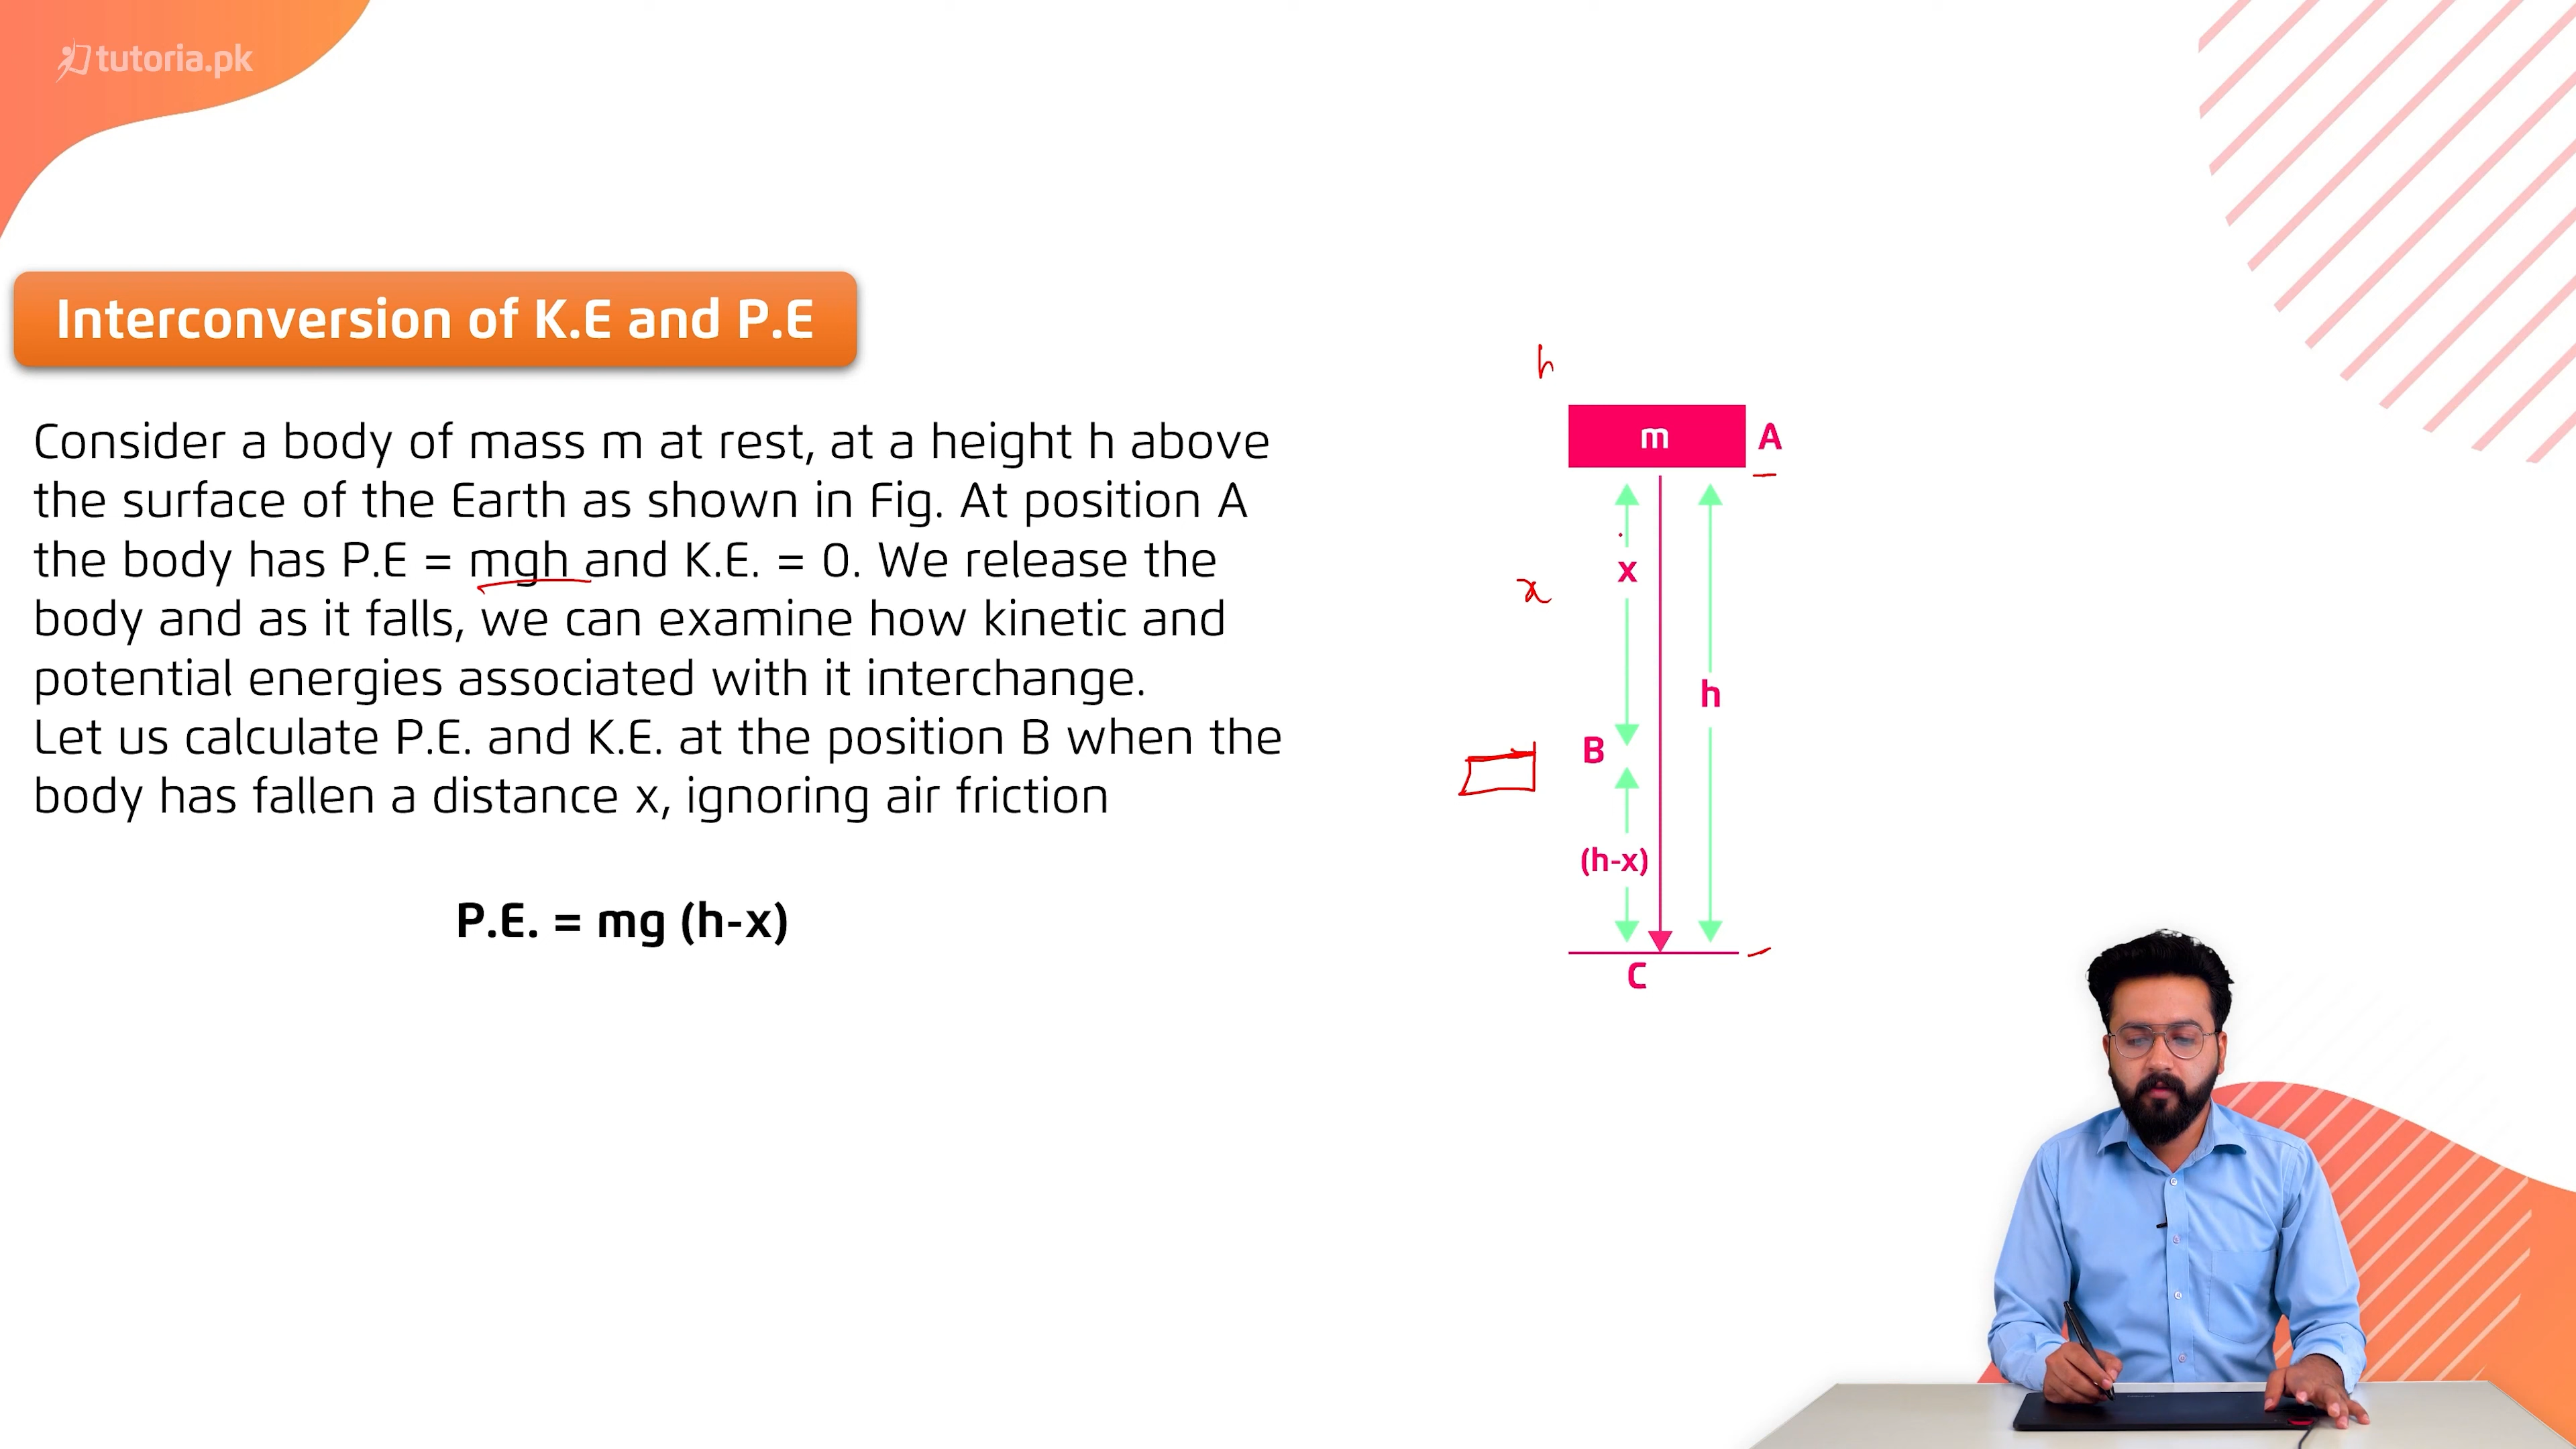 tutoria.pk
Interconversion of K.E and P.E
Consider a body of mass m at rest, at a height h above
the surface of the Earth as shown in Fig. At position A
the body has P.E = mgh and K.E. = 0. We release the
body and as it falls, we can examine how kinetic and
potential energies associated with it interchange.
Let us calculate P.E. and K.E. at the position B when the
body has fallen a distance x, ignoring air friction
P.E. = mg (h-x)
h
m A
x
x
h
B
(h-x)
C